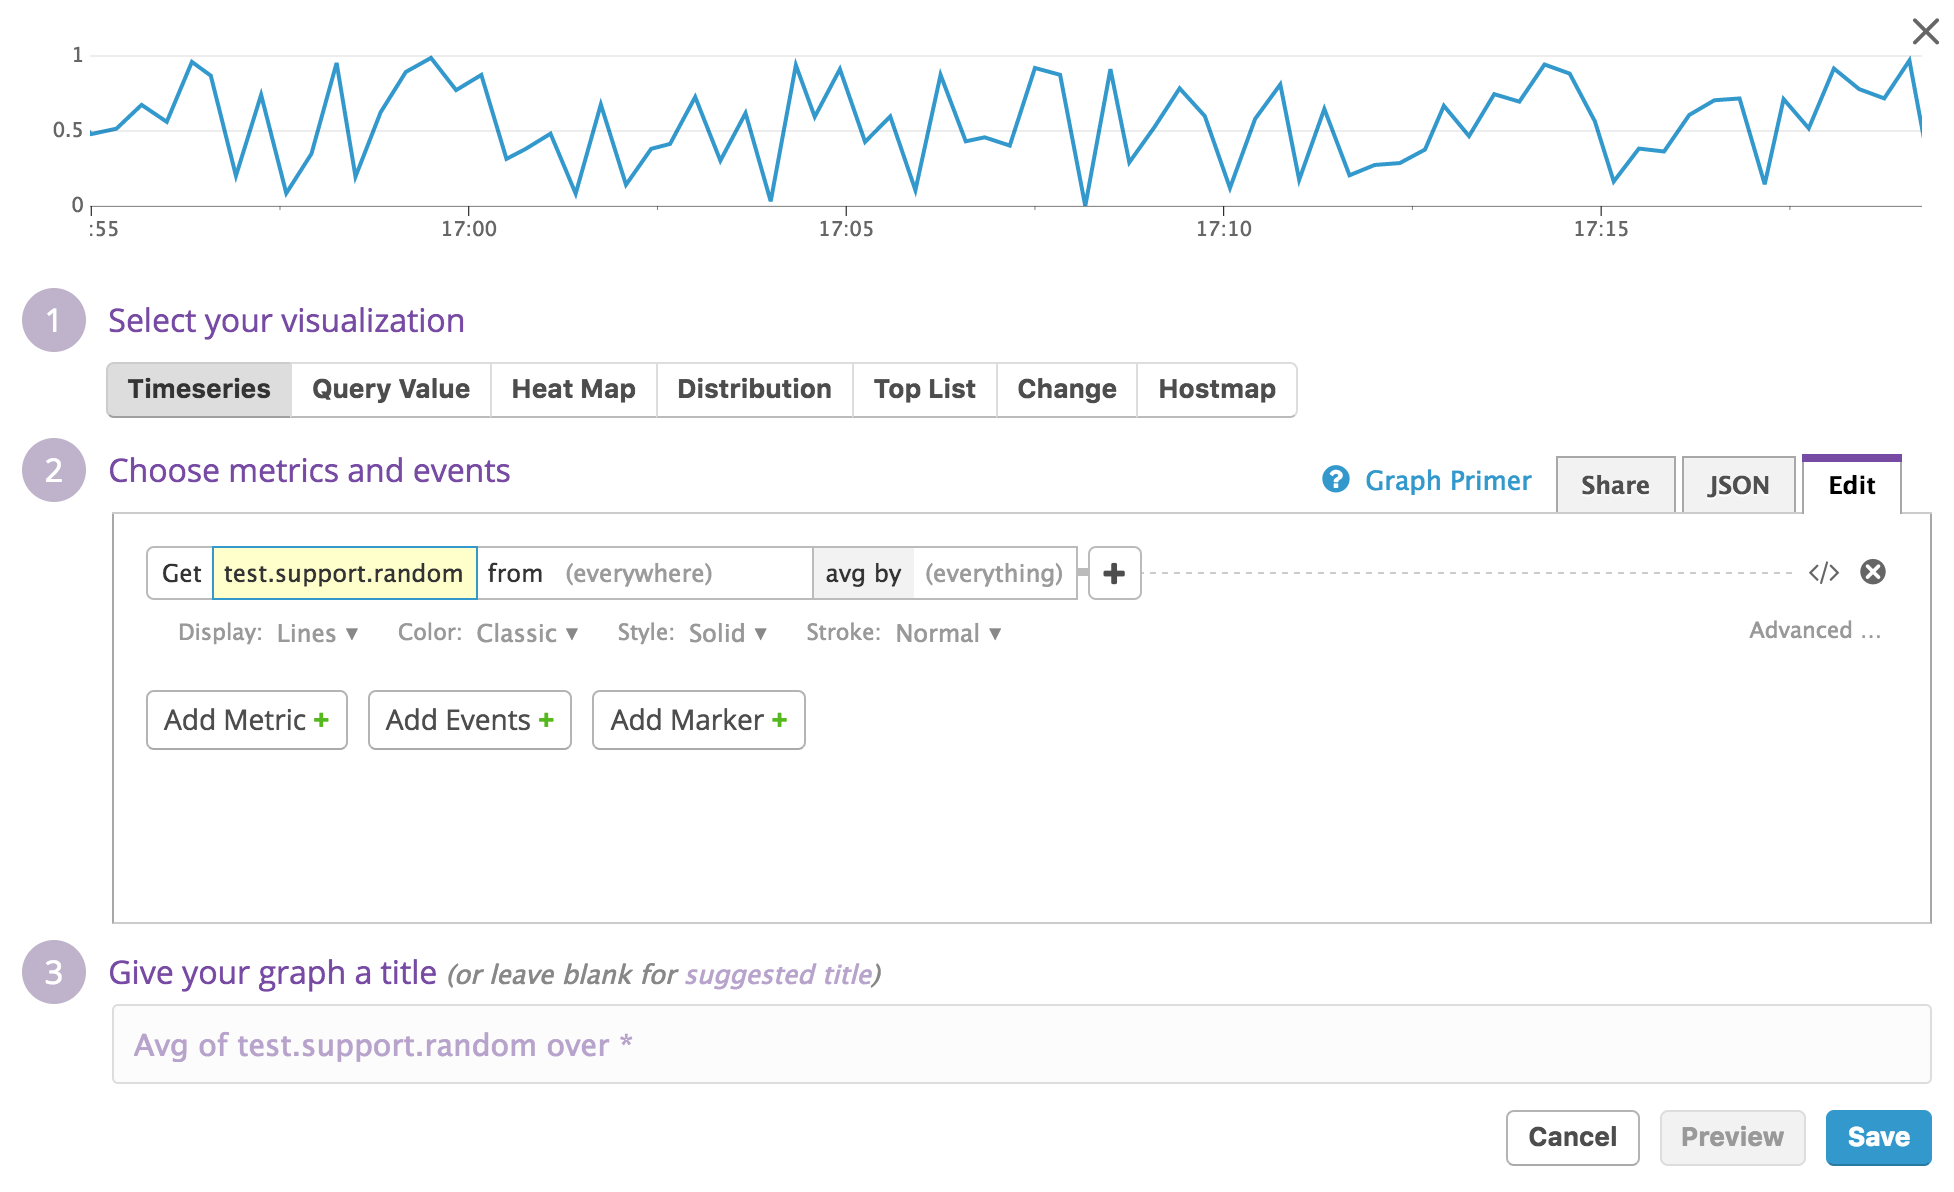 1
0.5
0
:55 17:00 17:05 17:10 17:15
1 Select your visualization
Timeseries Query Value Heat Map Distribution Top List Change Hostmap
2 Choose metrics and events
? Graph Primer Share JSON Edit
Get test.support.random from (everywhere) avg by (everything) + </>
Display: Lines ▼ Color: Classic ▼ Style: Solid ▼ Stroke: Normal ▼ Advanced ...
Add Metric + Add Events + Add Marker +
3 Give your graph a title (or leave blank for suggested title)
Avg of test.support.random over *
Cancel Preview Save